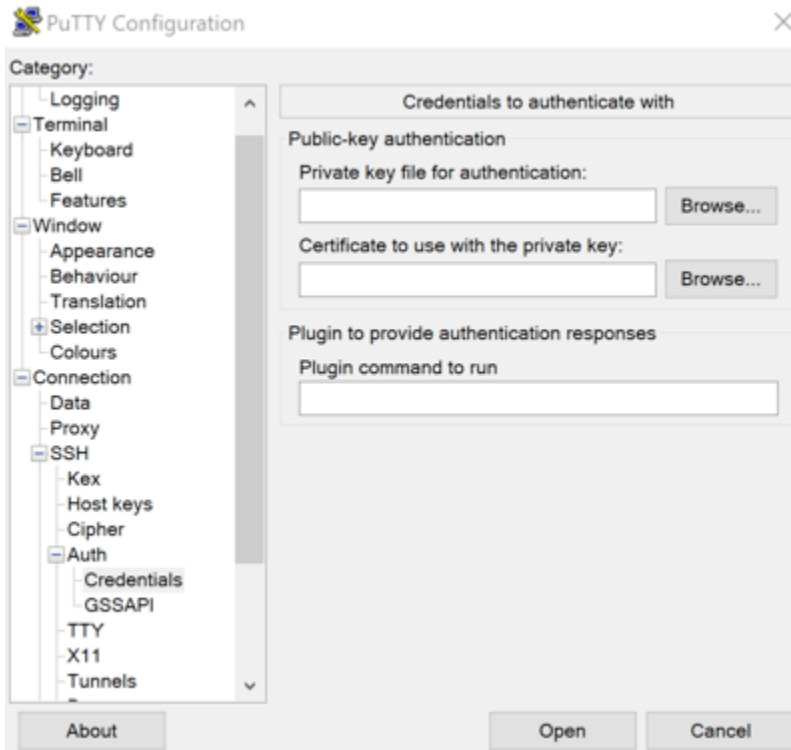 PuTTY Configuration
Category:
Logging
Terminal
Keyboard
Bell
Features
Window
Appearance
Behaviour
Translation
Selection
Colours
Connection
Data
Proxy
SSH
Kex
Host keys
Cipher
Auth
Credentials
GSSAPI
TTY
X11
Tunnels
Credentials to authenticate with
Public-key authentication
Private key file for authentication:
Browse...
Certificate to use with the private key:
Browse...
Plugin to provide authentication responses
Plugin command to run
About
Open
Cancel